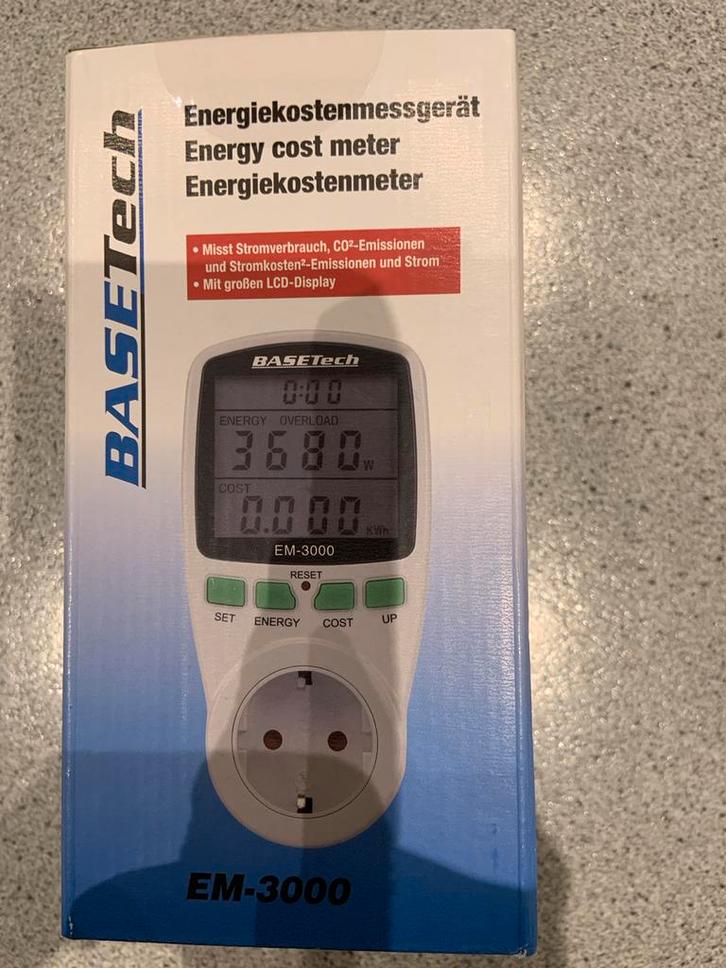 BASETech
Energiekostenmessgerät
Energy cost meter
Energiekostenmeter
• Misst Stromverbrauch, CO²-Emissionen
und Stromkosten²-Emissionen und Strom
• Mit großen LCD-Display
BASETech
0:00
ENERGY OVERLOAD
3680 W
COST
0.000 KWh
EM-3000
RESET
SET ENERGY COST UP
EM-3000